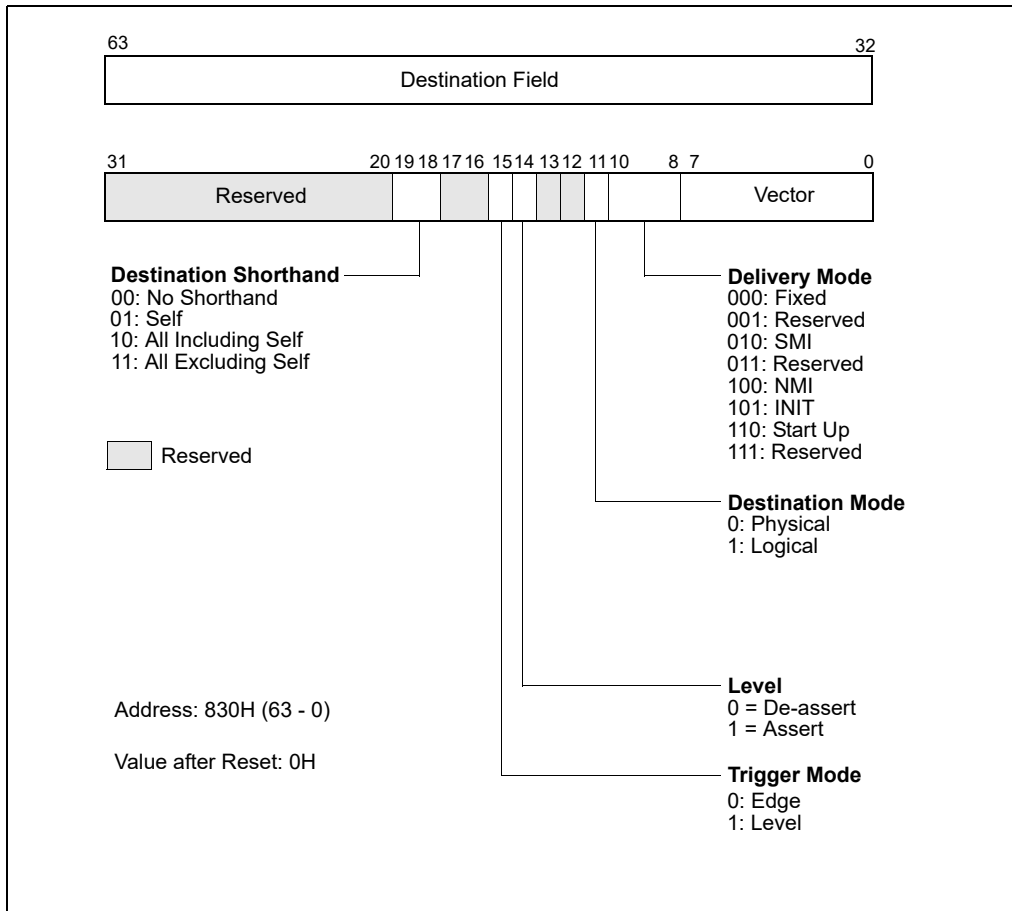 63 32
Destination Field
31 20 19 18 17 16 15 14 13 12 11 10 8 7 0
Reserved Vector
Destination Shorthand
00: No Shorthand
01: Self
10: All Including Self
11: All Excluding Self
Reserved
Delivery Mode
000: Fixed
001: Reserved
010: SMI
011: Reserved
100: NMI
101: INIT
110: Start Up
111: Reserved
Destination Mode
0: Physical
1: Logical
Level
0 = De-assert
1 = Assert
Address: 830H (63 - 0)
Value after Reset: 0H
Trigger Mode
0: Edge
1: Level